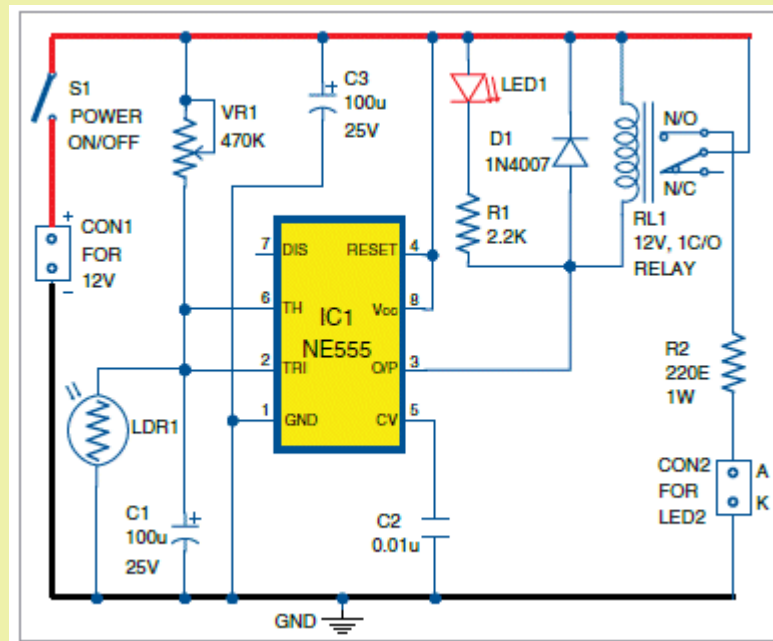 S1
POWER
ON/OFF
VR1
470K
C3
100u
25V
LED1
D1
1N4007
R1
2.2K
N/O
N/C
RL1
12V, 1C/O
RELAY
+
CON1
FOR
12V
−
7 DIS RESET 4
6 TH Vcc 8
IC1
NE555
2 TRI O/P 3
1 GND CV 5
LDR1
R2
220E
1W
C1
100u
25V
+
C2
0.01u
CON2
FOR
LED2
A
K
GND